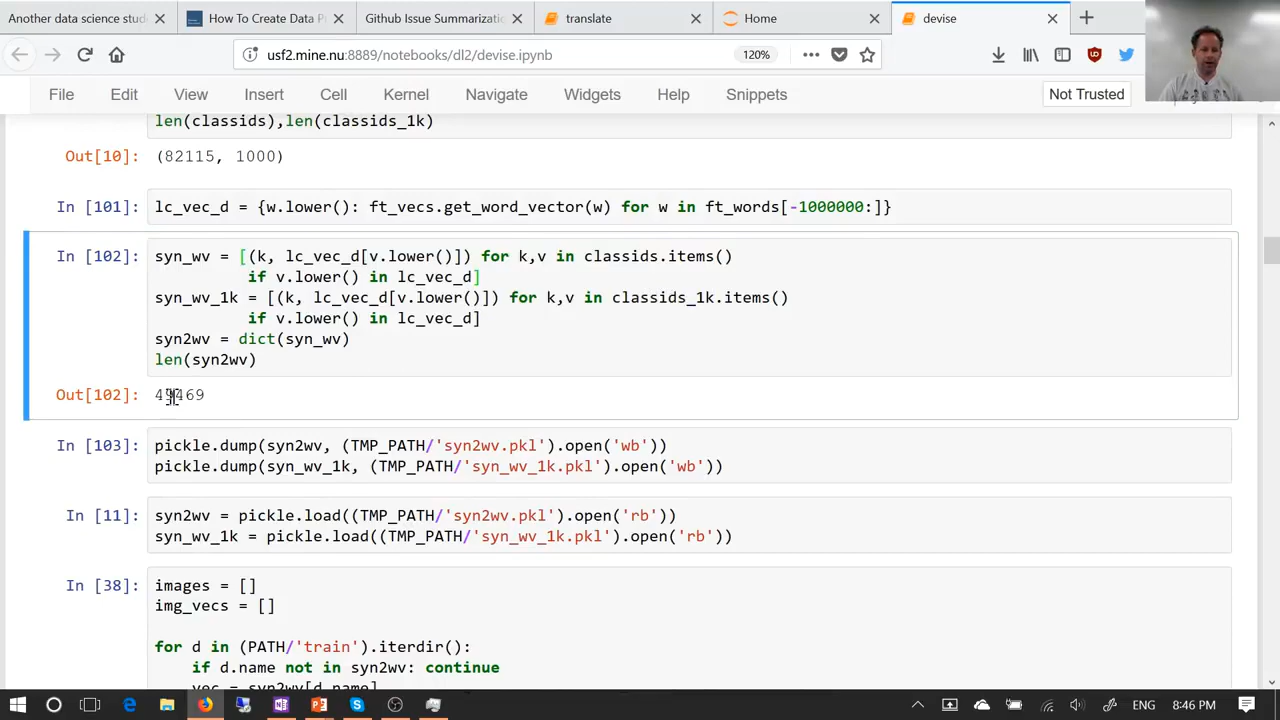 Another data science stud
How To Create Data P
Github Issue Summarizatio
translate
Home
devise
usf2.mine.nu:8889/notebooks/dl2/devise.ipynb
120%
File Edit View Insert Cell Kernel Navigate Widgets Help Snippets
Not Trusted
len(classids),len(classids_1k)
Out[10]: (82115, 1000)
In [101]: lc_vec_d = {w.lower(): ft_vecs.get_word_vector(w) for w in ft_words[-1000000:]}
In [102]: syn_wv = [(k, lc_vec_d[v.lower()]) for k,v in classids.items()
if v.lower() in lc_vec_d]
syn_wv_1k = [(k, lc_vec_d[v.lower()]) for k,v in classids_1k.items()
if v.lower() in lc_vec_d]
syn2wv = dict(syn_wv)
len(syn2wv)
Out[102]: 49469
In [103]: pickle.dump(syn2wv, (TMP_PATH/'syn2wv.pkl').open('wb'))
pickle.dump(syn_wv_1k, (TMP_PATH/'syn_wv_1k.pkl').open('wb'))
In [11]: syn2wv = pickle.load((TMP_PATH/'syn2wv.pkl').open('rb'))
syn_wv_1k = pickle.load((TMP_PATH/'syn_wv_1k.pkl').open('rb'))
In [38]: images = []
img_vecs = []
for d in (PATH/'train').iterdir():
if d.name not in syn2wv: continue
vec = syn2wv[d.name]
ENG
8:46 PM